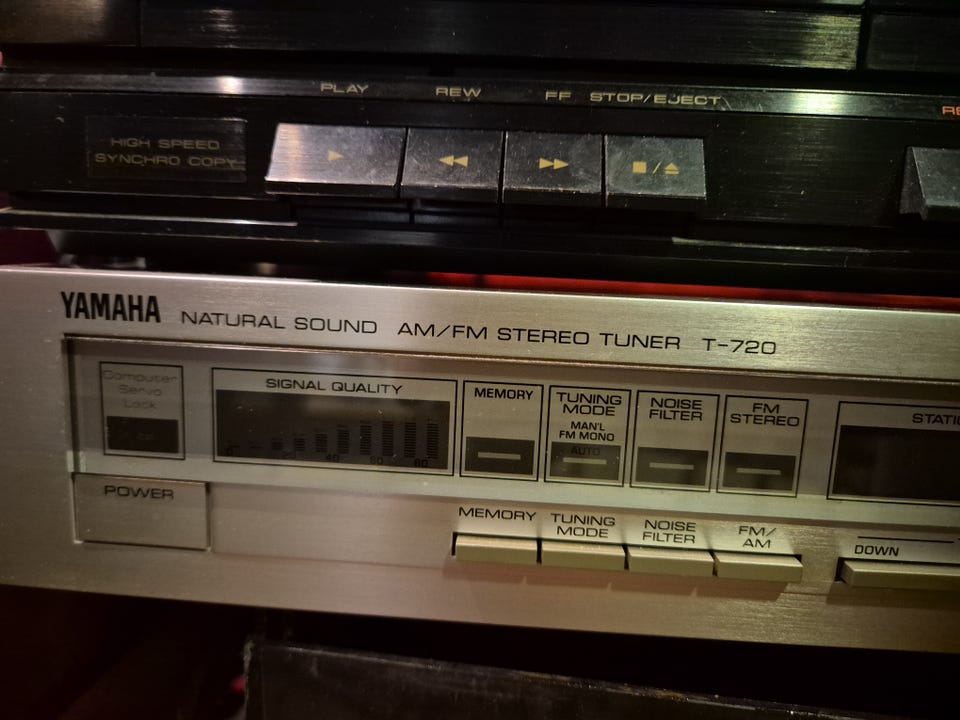 PLAY REW FF STOP/EJECT
HIGH SPEED
SYNCHRO COPY
YAMAHA NATURAL SOUND AM/FM STEREO TUNER T-720
Computer
Servo
Lock
SIGNAL QUALITY
0 20 40 60 80
MEMORY
TUNING
MODE
MAN'L
FM MONO
AUTO
NOISE
FILTER
FM
STEREO
POWER
MEMORY
TUNING
MODE
NOISE
FILTER
FM/
AM
DOWN